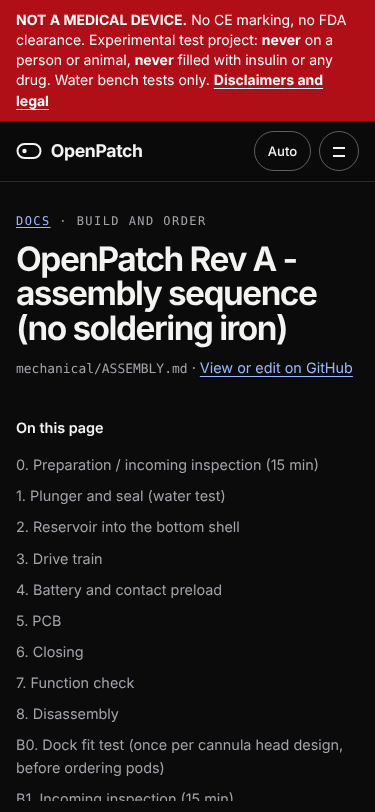 NOT A MEDICAL DEVICE. No CE marking, no FDA
clearance. Experimental test project: never on a
person or animal, never filled with insulin or any
drug. Water bench tests only. Disclaimers and
legal
OpenPatch
Auto
DOCS · BUILD AND ORDER
OpenPatch Rev A -
assembly sequence
(no soldering iron)
mechanical/ASSEMBLY.md · View or edit on GitHub
On this page
0. Preparation / incoming inspection (15 min)
1. Plunger and seal (water test)
2. Reservoir into the bottom shell
3. Drive train
4. Battery and contact preload
5. PCB
6. Closing
7. Function check
8. Disassembly
B0. Dock fit test (once per cannula head design,
before ordering pods)
B1. Incoming inspection (15 min)